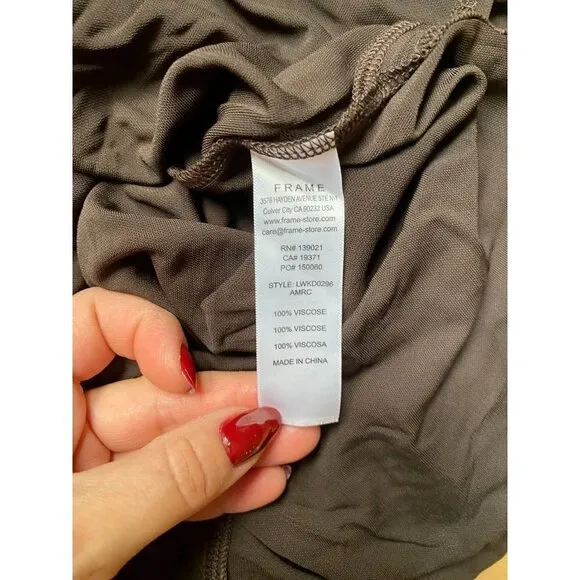 FRAME
3578 HAYDEN AVENUE STE N-1
Culver City CA 90232 USA
www.frame-store.com
care@frame-store.com
RN# 139021
CA# 19371
PO# 150060
STYLE: LWKD0296
AMRC
100% VISCOSE
100% VISCOSE
100% VISCOSA
MADE IN CHINA